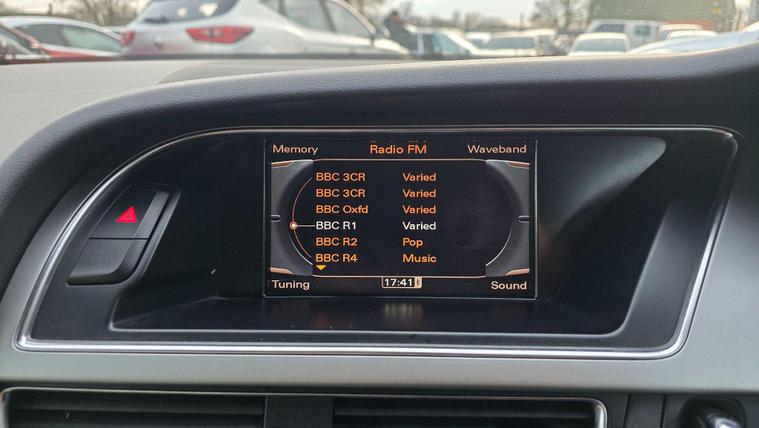 Memory Radio FM Waveband
BBC 3CR Varied
BBC 3CR Varied
BBC Oxfd Varied
BBC R1 Varied
BBC R2 Pop
BBC R4 Music
Tuning 17:41 Sound